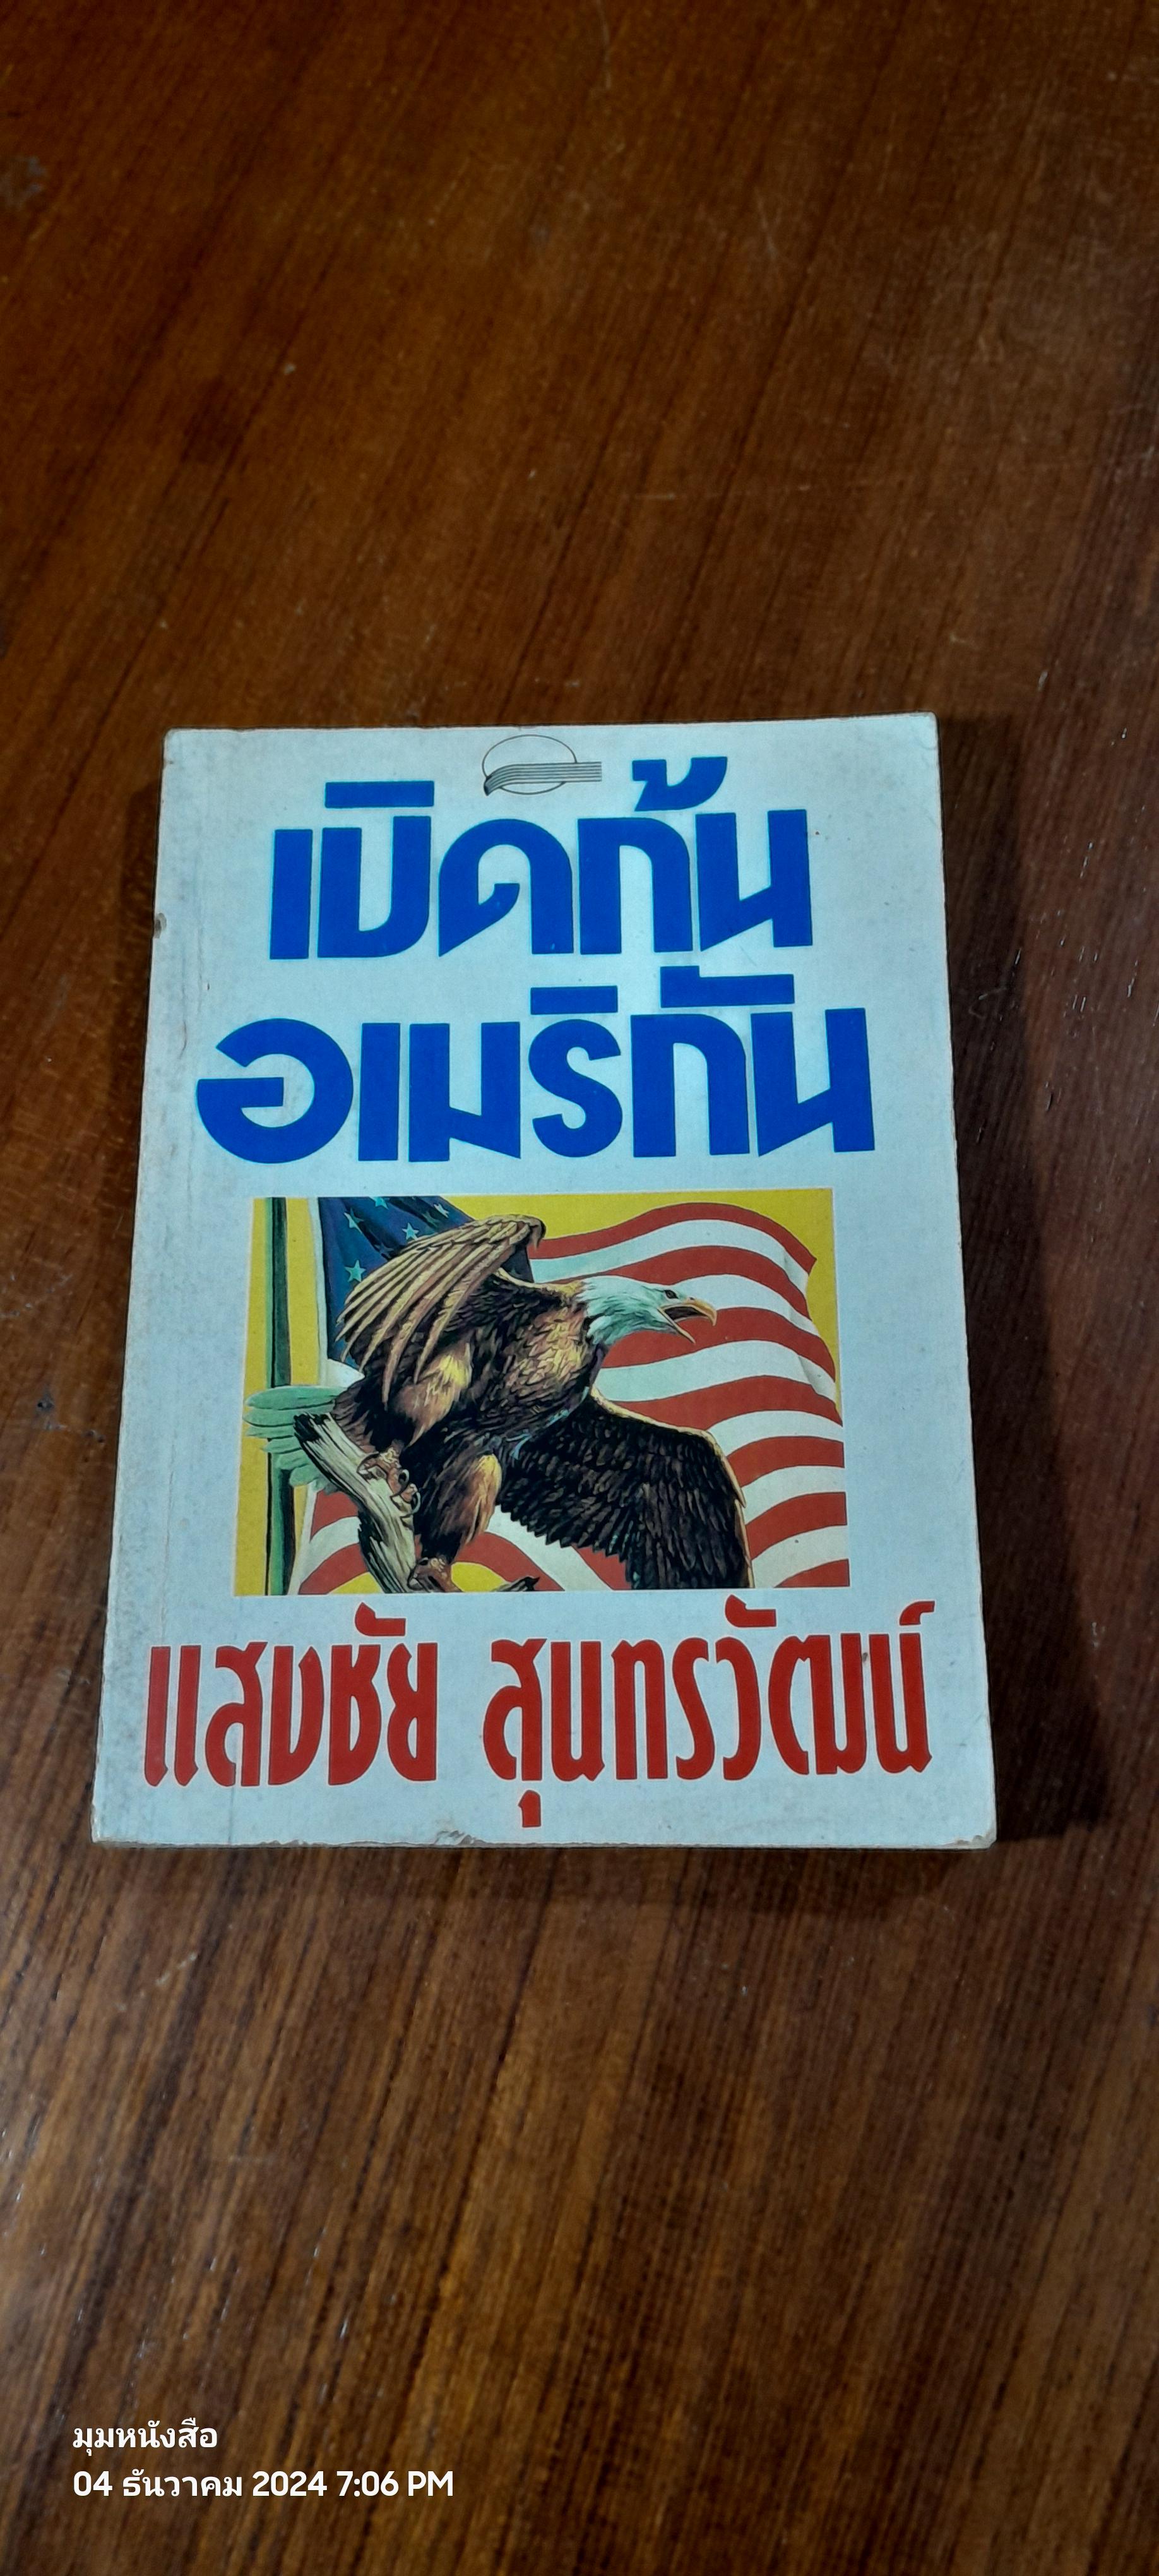 เปิดก้น
อเมริกัน
แสงชัย สุนทรวัฒน์
มุมหนังสือ
04 ธันวาคม 2024 7:06 PM